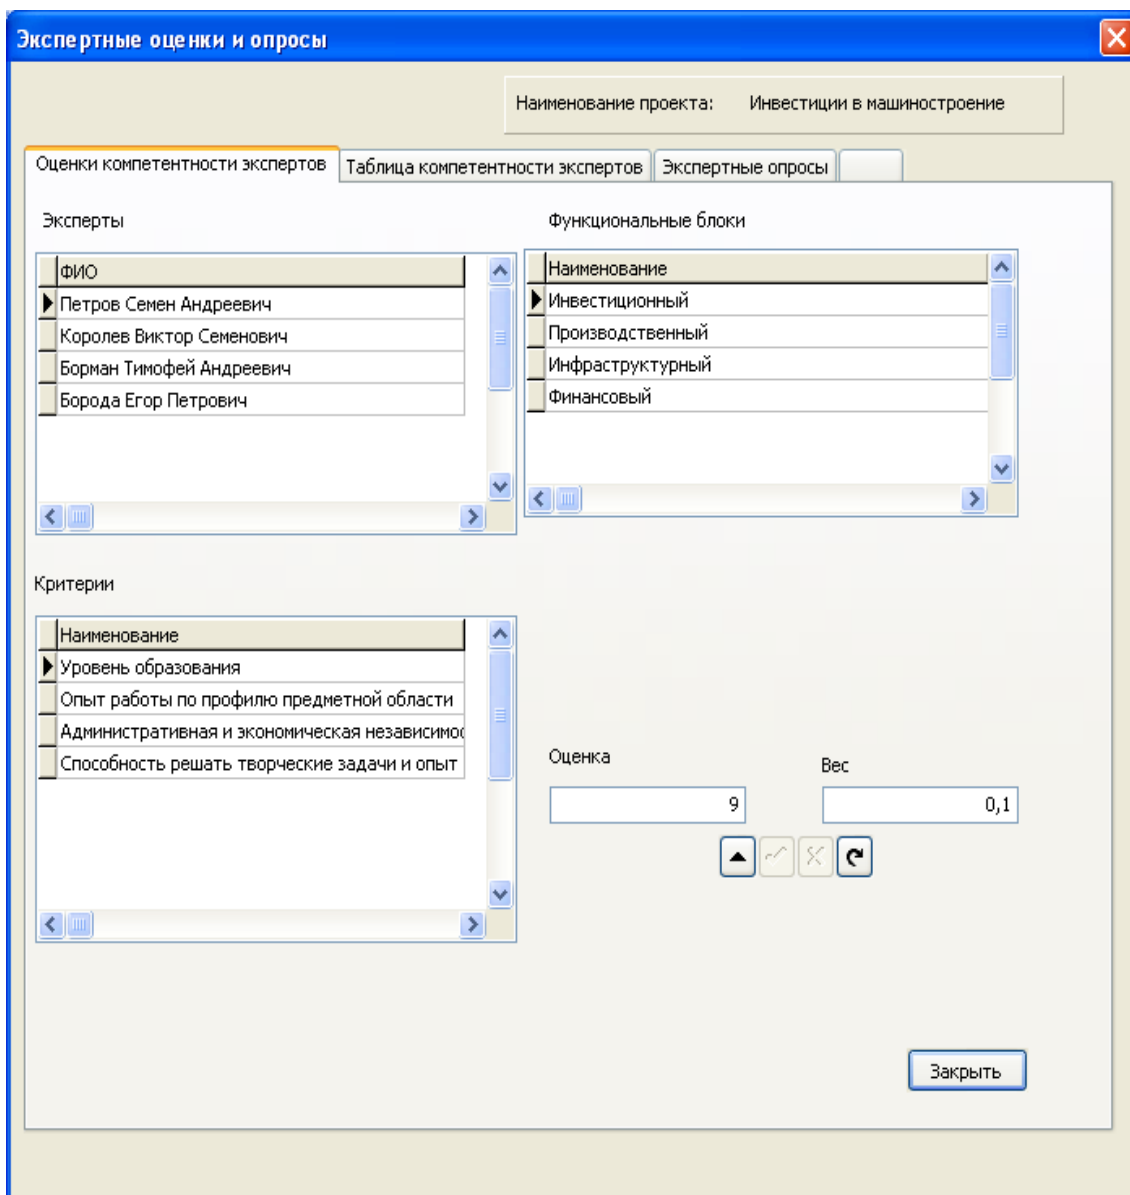 Экспертные оценки и опросы
Наименование проекта: Инвестиции в машиностроение
Оценки компетентности экспертов
Таблица компетентности экспертов
Экспертные опросы
Эксперты
ФИО
Петров Семен Андреевич
Королев Виктор Семенович
Борман Тимофей Андреевич
Борода Егор Петрович
Функциональные блоки
Наименование
Инвестиционный
Производственный
Инфраструктурный
Финансовый
Критерии
Наименование
Уровень образования
Опыт работы по профилю предметной области
Административная и экономическая независимос
Способность решать творческие задачи и опыт
Оценка
9
Вес
0,1
Закрыть